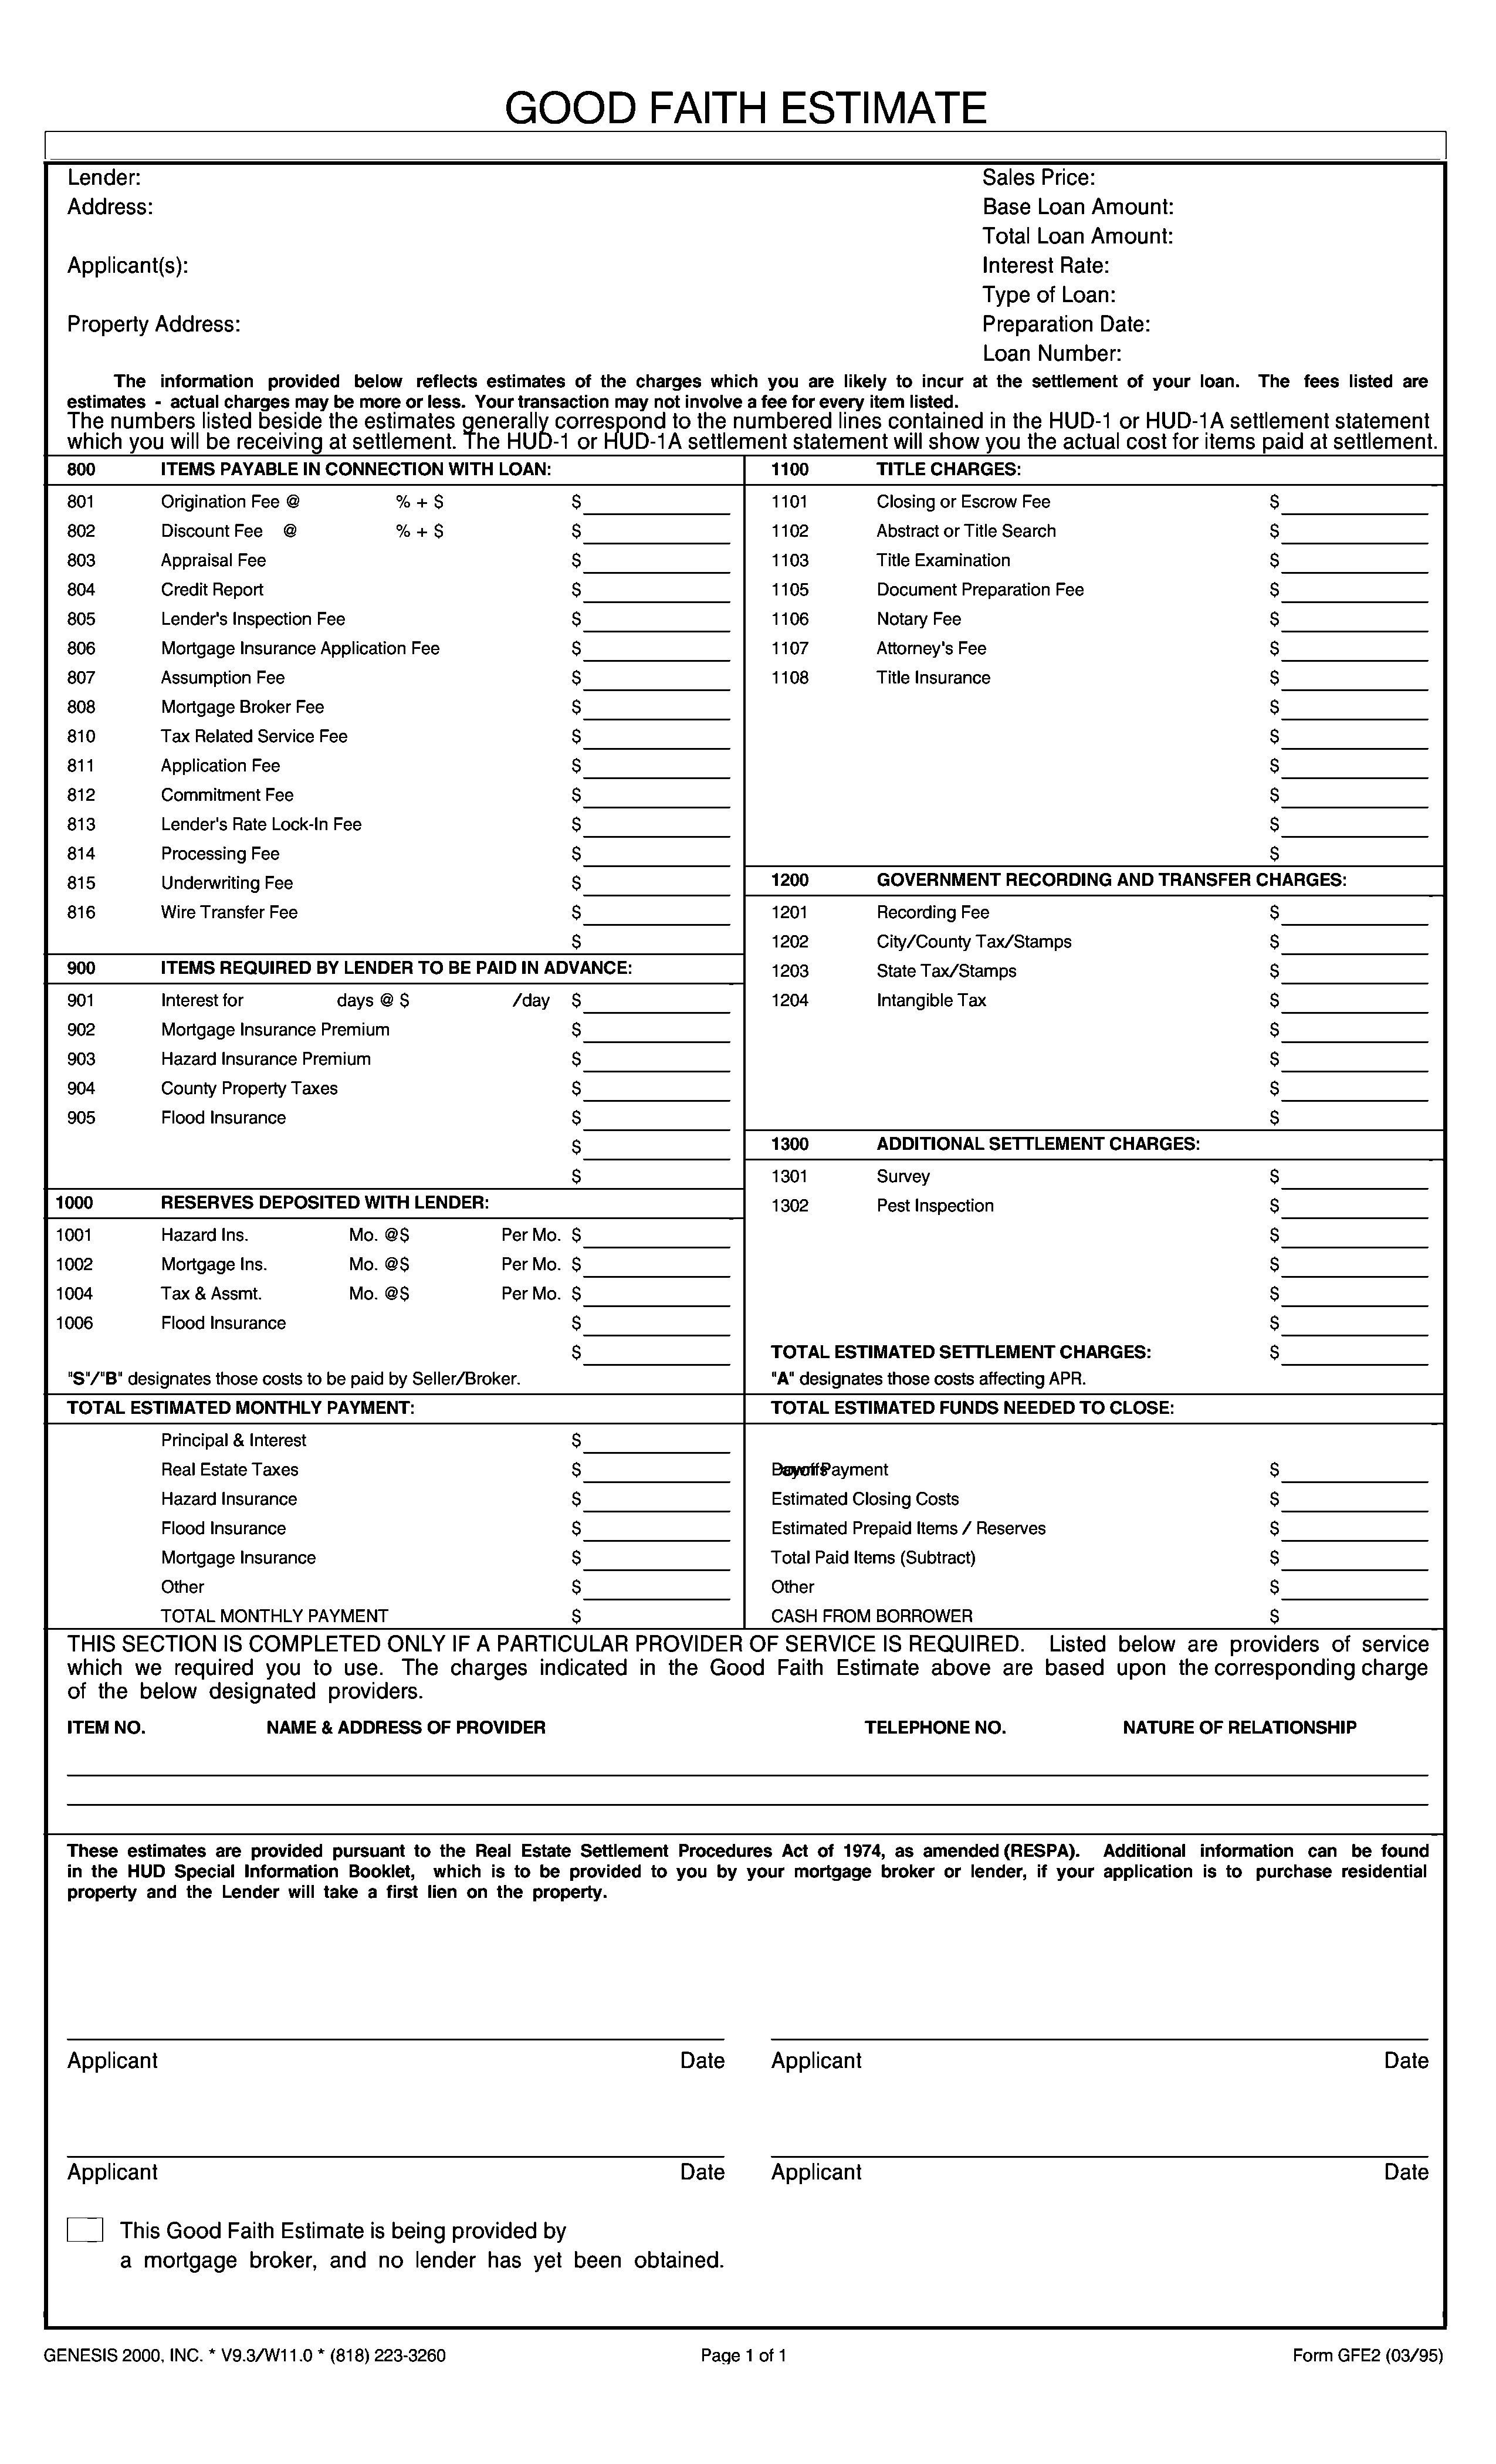 GOOD FAITH ESTIMATE
Lender:
Address:
Applicant(s):
Property Address:
Sales Price:
Base Loan Amount:
Total Loan Amount:
Interest Rate:
Type of Loan:
Preparation Date:
Loan Number:
The information provided below reflects estimates of the charges which you are likely to incur at the settlement of your loan. The fees listed are
estimates - actual charges may be more or less. Your transaction may not involve a fee for every item listed.
The numbers listed beside the estimates generally correspond to the numbered lines contained in the HUD-1 or HUD-1A settlement statement
which you will be receiving at settlement. The HUD-1 or HUD-1A settlement statement will show you the actual cost for items paid at settlement.
800 ITEMS PAYABLE IN CONNECTION WITH LOAN:
801 Origination Fee @ % + $ $
802 Discount Fee @ % + $ $
803 Appraisal Fee $
804 Credit Report $
805 Lender's Inspection Fee $
806 Mortgage Insurance Application Fee $
807 Assumption Fee $
808 Mortgage Broker Fee $
810 Tax Related Service Fee $
811 Application Fee $
812 Commitment Fee $
813 Lender's Rate Lock-In Fee $
814 Processing Fee $
815 Underwriting Fee $
816 Wire Transfer Fee $
$
900 ITEMS REQUIRED BY LENDER TO BE PAID IN ADVANCE:
901 Interest for days @ $ /day $
902 Mortgage Insurance Premium $
903 Hazard Insurance Premium $
904 County Property Taxes $
905 Flood Insurance $
$
$
1000 RESERVES DEPOSITED WITH LENDER:
1001 Hazard Ins. Mo. @$ Per Mo. $
1002 Mortgage Ins. Mo. @$ Per Mo. $
1004 Tax & Assmt. Mo. @$ Per Mo. $
1006 Flood Insurance $
$
"S"/"B" designates those costs to be paid by Seller/Broker.
1100 TITLE CHARGES:
1101 Closing or Escrow Fee $
1102 Abstract or Title Search $
1103 Title Examination $
1105 Document Preparation Fee $
1106 Notary Fee $
1107 Attorney's Fee $
1108 Title Insurance $
$
$
$
$
$
$
1200 GOVERNMENT RECORDING AND TRANSFER CHARGES:
1201 Recording Fee $
1202 City/County Tax/Stamps $
1203 State Tax/Stamps $
1204 Intangible Tax $
$
$
$
$
1300 ADDITIONAL SETTLEMENT CHARGES:
1301 Survey $
1302 Pest Inspection $
$
$
$
$
TOTAL ESTIMATED SETTLEMENT CHARGES: $
"A" designates those costs affecting APR.
TOTAL ESTIMATED MONTHLY PAYMENT:
Principal & Interest $
Real Estate Taxes $
Hazard Insurance $
Flood Insurance $
Mortgage Insurance $
Other $
TOTAL MONTHLY PAYMENT $
TOTAL ESTIMATED FUNDS NEEDED TO CLOSE:
Payment $
Estimated Closing Costs $
Estimated Prepaid Items / Reserves $
Total Paid Items (Subtract) $
Other $
CASH FROM BORROWER $
THIS SECTION IS COMPLETED ONLY IF A PARTICULAR PROVIDER OF SERVICE IS REQUIRED. Listed below are providers of service
which we required you to use. The charges indicated in the Good Faith Estimate above are based upon the corresponding charge
of the below designated providers.
ITEM NO. NAME & ADDRESS OF PROVIDER TELEPHONE NO. NATURE OF RELATIONSHIP
These estimates are provided pursuant to the Real Estate Settlement Procedures Act of 1974, as amended (RESPA). Additional information can be found
in the HUD Special Information Booklet, which is to be provided to you by your mortgage broker or lender, if your application is to purchase residential
property and the Lender will take a first lien on the property.
Applicant Date Applicant Date
Applicant Date Applicant Date
This Good Faith Estimate is being provided by
a mortgage broker, and no lender has yet been obtained.
GENESIS 2000, INC. * V9.3/W11.0 * (818) 223-3260 Page 1 of 1 Form GFE2 (03/95)